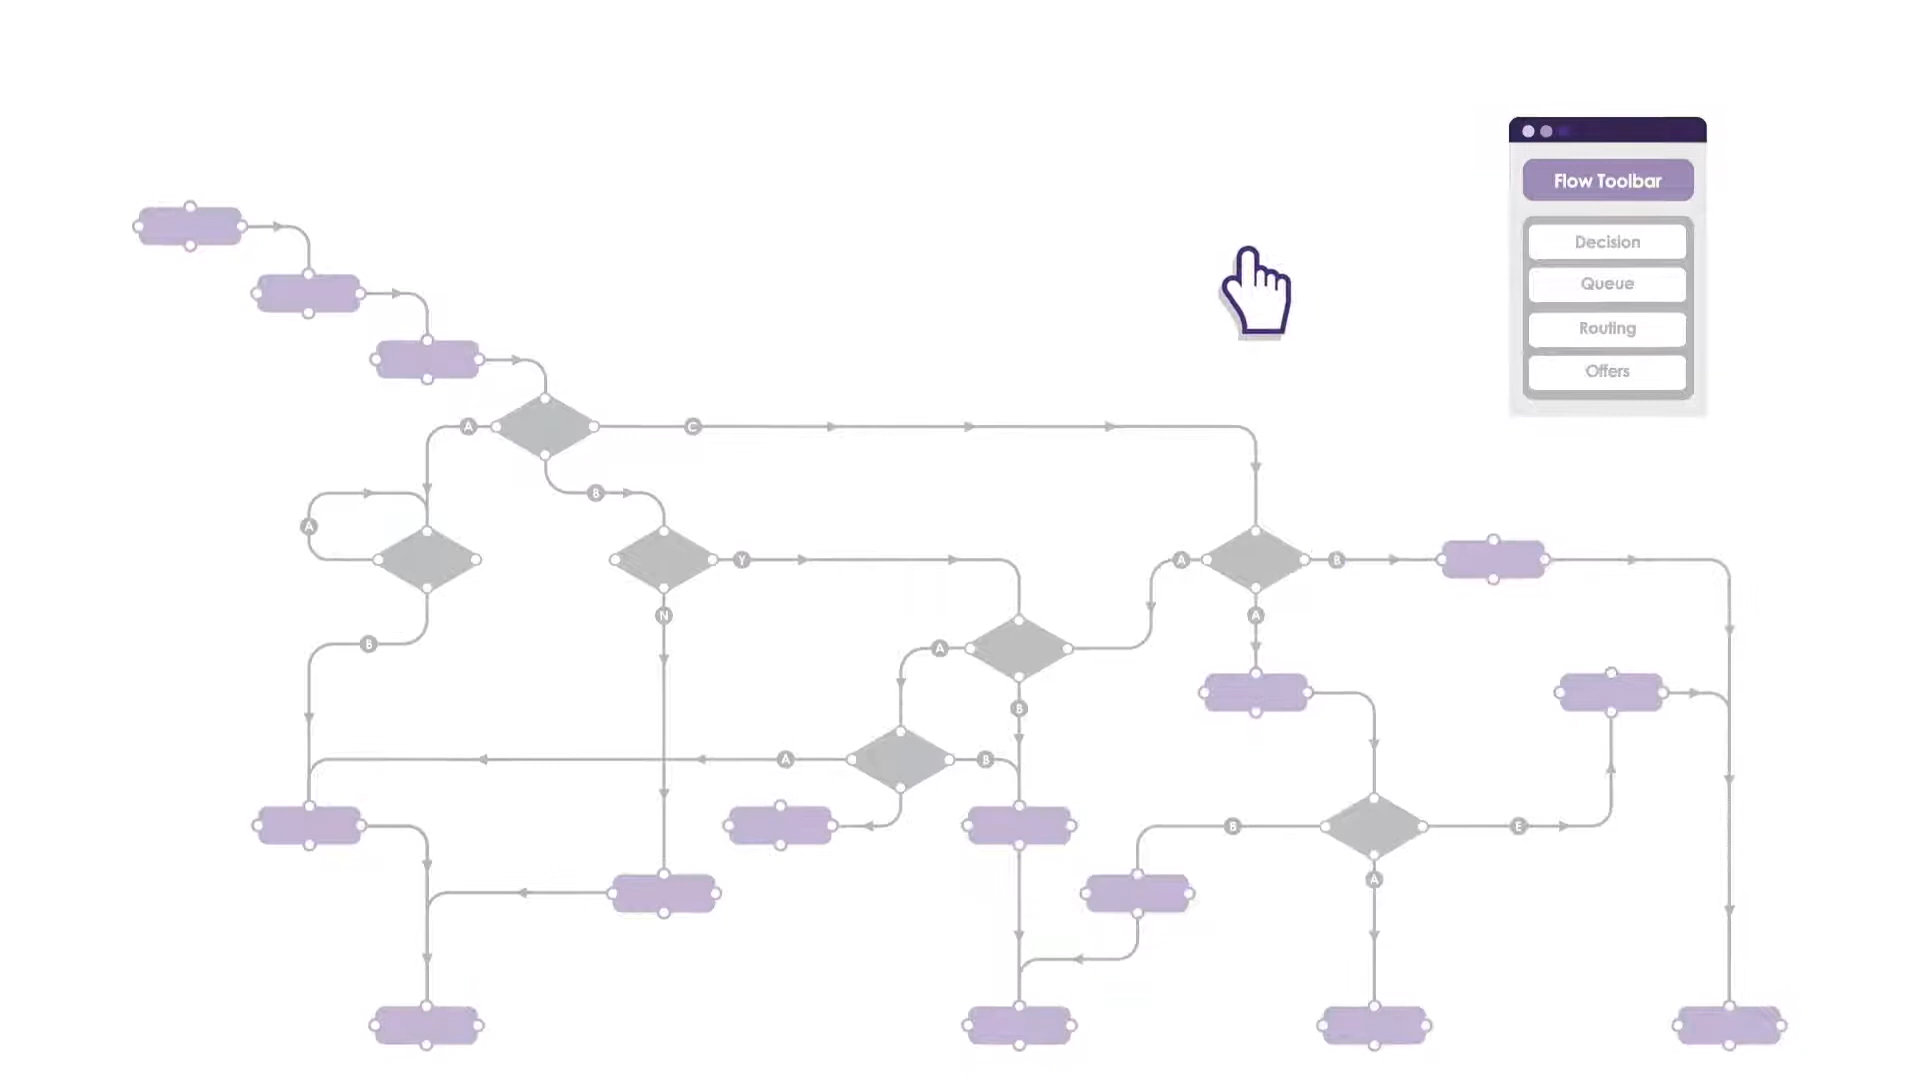 Flow Toolbar
Decision
Queue
Routing
Offers
A
C
B
A
Y
A
B
N
A
B
A
B
A
B
B
E
A